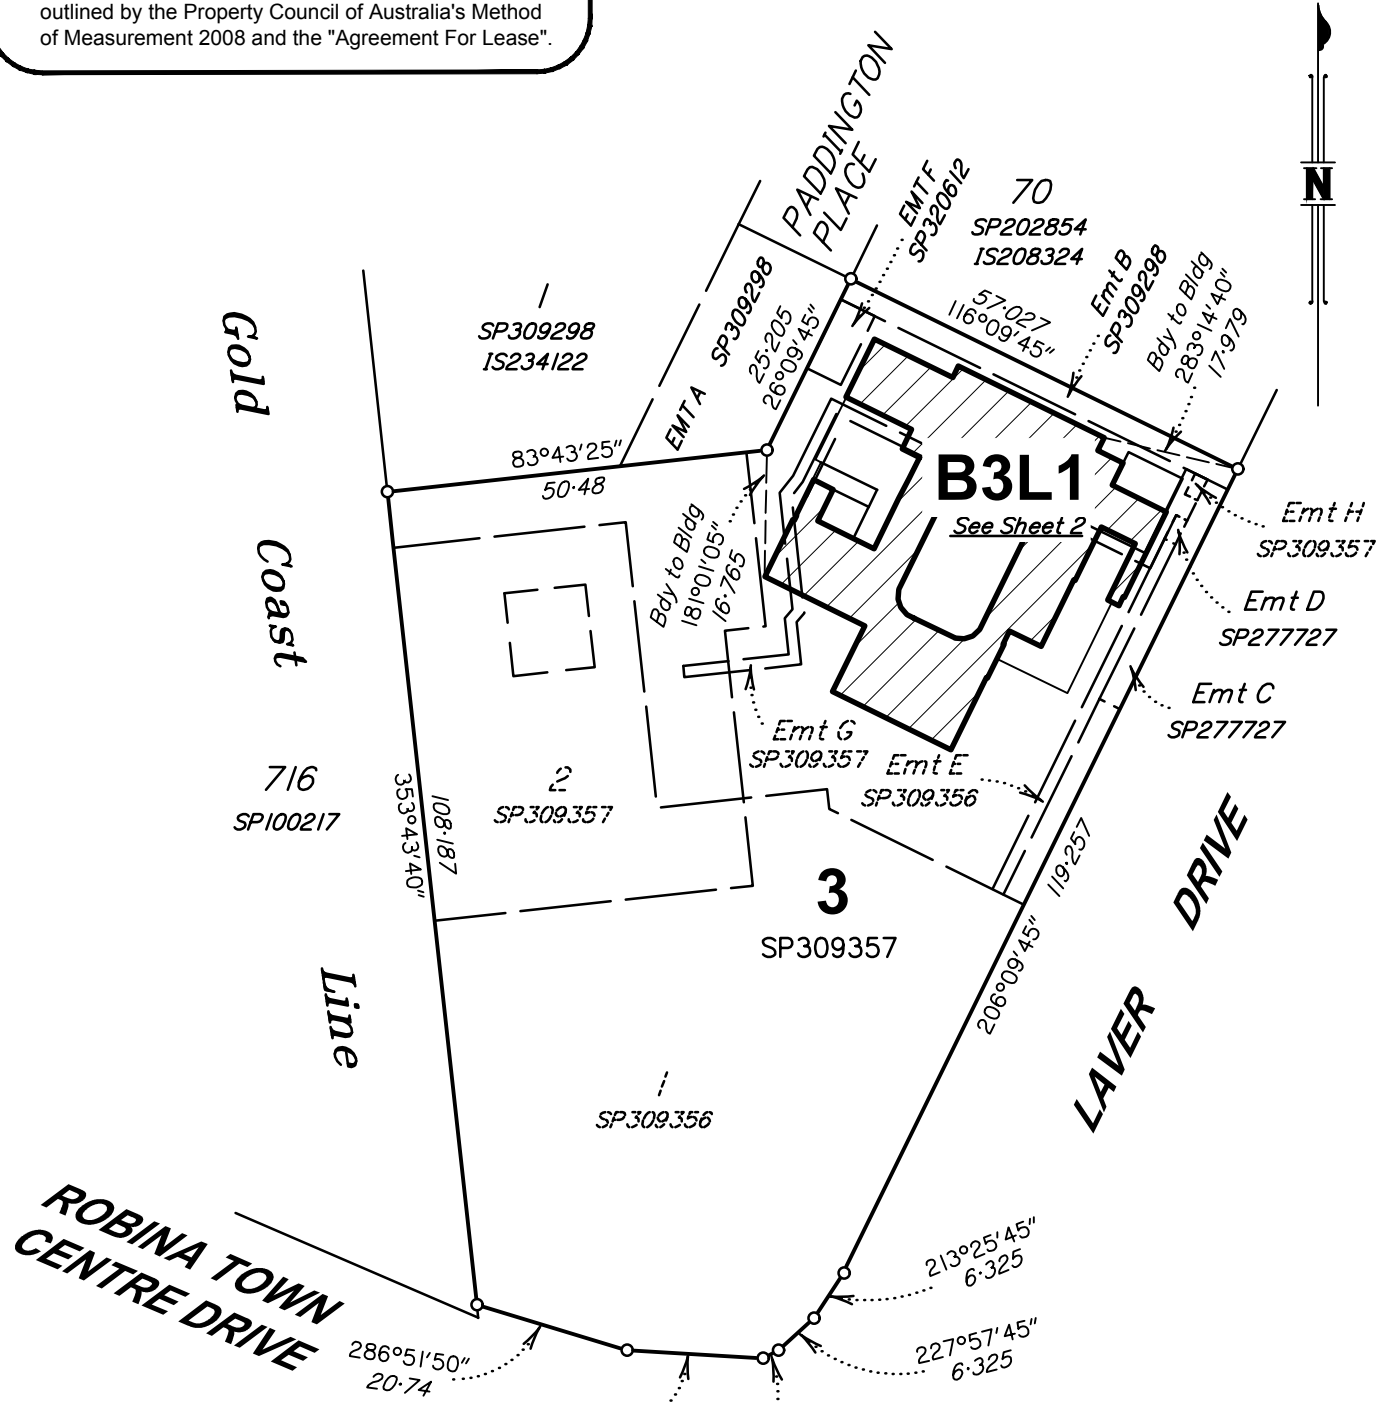 outlined by the Property Council of Australia's Method
of Measurement 2008 and the "Agreement For Lease".
N
PADDINGTON
PLACE
EMT F
SP320612
70
SP202854
IS208324
57·027
116°09'45"
Emt B
SP309298
Bdy to Bldg
283°14'40"
17·979
1
SP309298
IS234122
EMT A
SP309298
25·205
26°09'45"
83°43'25"
50·48
B3L1
See Sheet 2
Bdy to Bldg
181°01'05"
16·765
Emt H
SP309357
Emt D
SP277727
Emt C
SP277727
Emt G
SP309357
Emt E
SP309356
Gold
Coast
Line
716
SP100217
353°43'40"
108·187
2
SP309357
3
SP309357
119·257
206°09'45"
LAVER DRIVE
1
SP309356
ROBINA TOWN
CENTRE DRIVE
286°51'50"
20·74
213°25'45"
6·325
227°57'45"
6·325